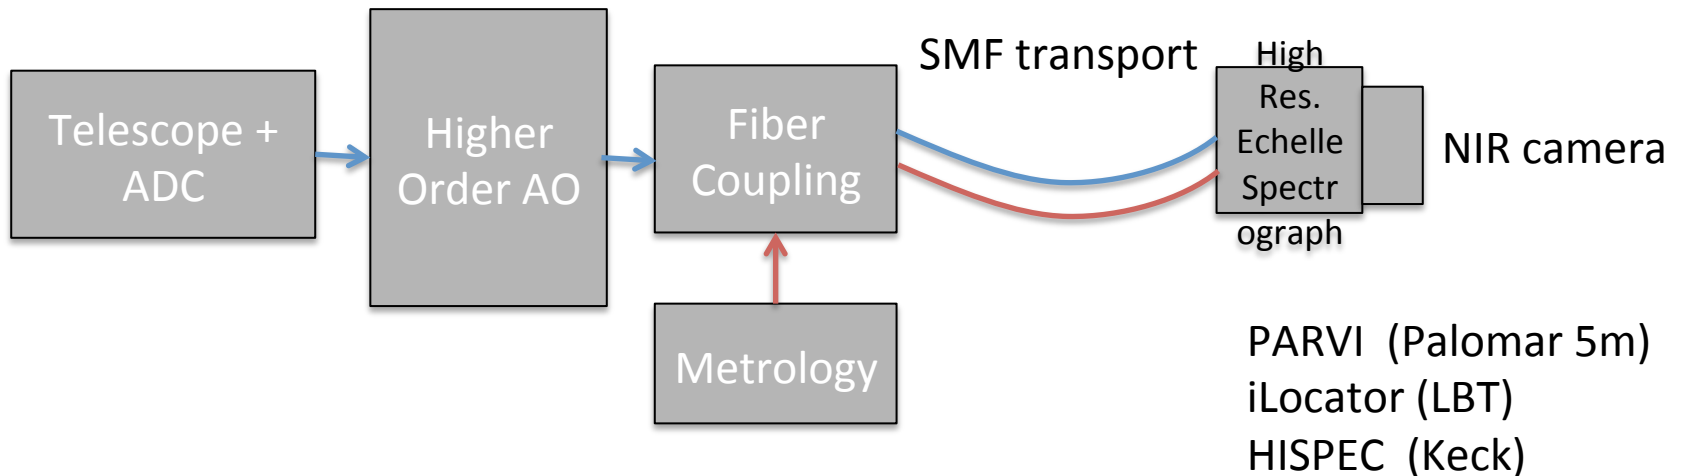 Telescope +
ADC
Higher
Order AO
Fiber
Coupling
Metrology
SMF transport
High
Res.
Echelle
Spectr
ograph
NIR camera
PARVI (Palomar 5m)
iLocator (LBT)
HISPEC (Keck)